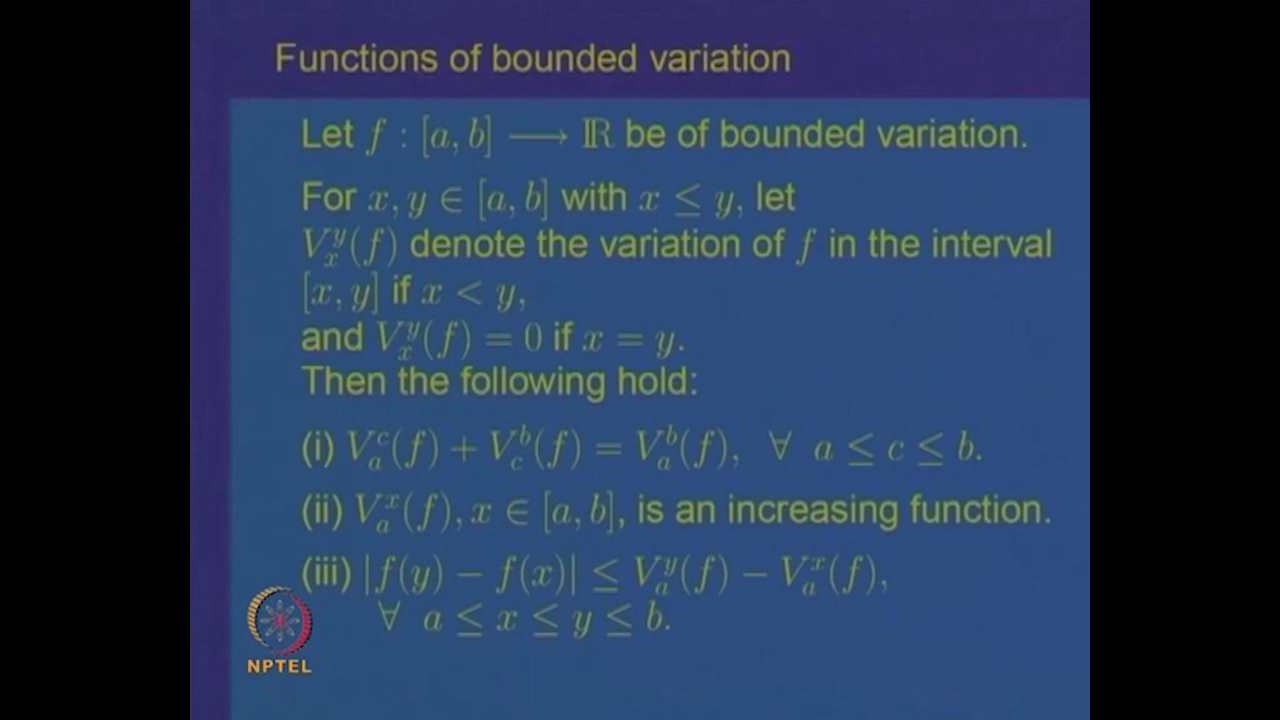 Functions of bounded variation
Let f : [a, b] ⟶ ℝ be of bounded variation.
For x, y ∈ [a, b] with x ≤ y, let
V_x^y(f) denote the variation of f in the interval
[x, y] if x < y,
and V_x^y(f) = 0 if x = y.
Then the following hold:
(i) V_a^c(f) + V_c^b(f) = V_a^b(f), ∀ a ≤ c ≤ b.
(ii) V_a^x(f), x ∈ [a, b], is an increasing function.
(iii) |f(y) − f(x)| ≤ V_a^y(f) − V_a^x(f),
∀ a ≤ x ≤ y ≤ b.
NPTEL